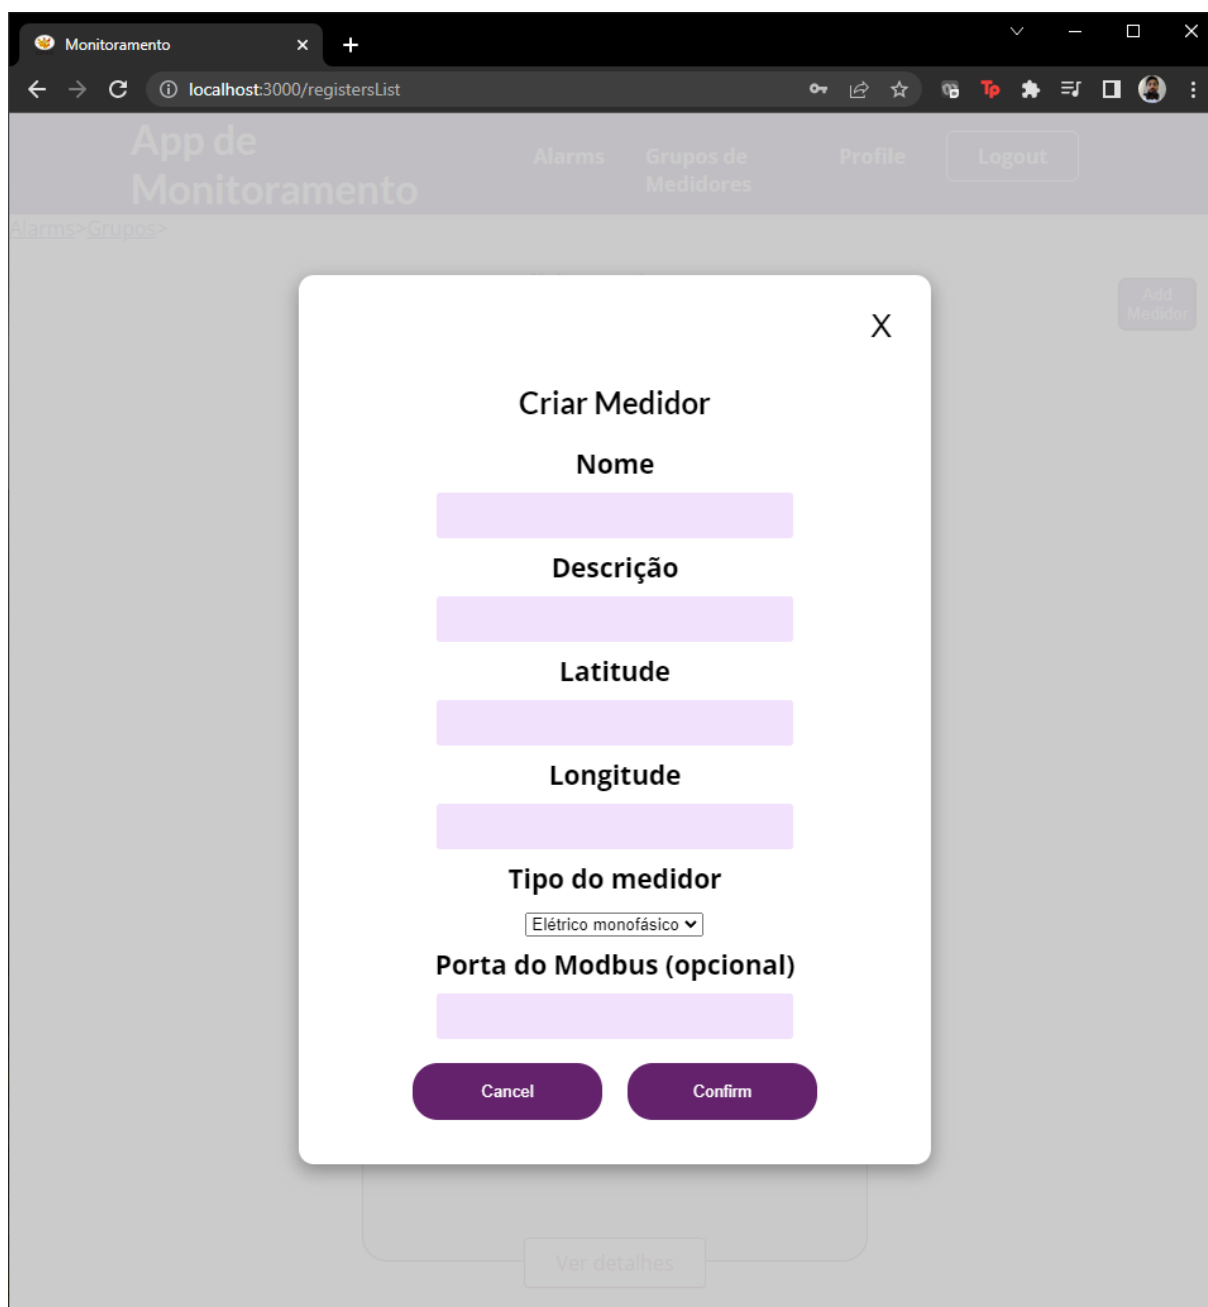 Monitoramento
localhost:3000/registersList
Tp
App de
Monitoramento
Alarms
Grupos de
Medidores
Profile
Logout
Alarms>Grupos>
Add
Medidor
X
Criar Medidor
Nome
Descrição
Latitude
Longitude
Tipo do medidor
Elétrico monofásico
Porta do Modbus (opcional)
Cancel
Confirm
Ver detalhes